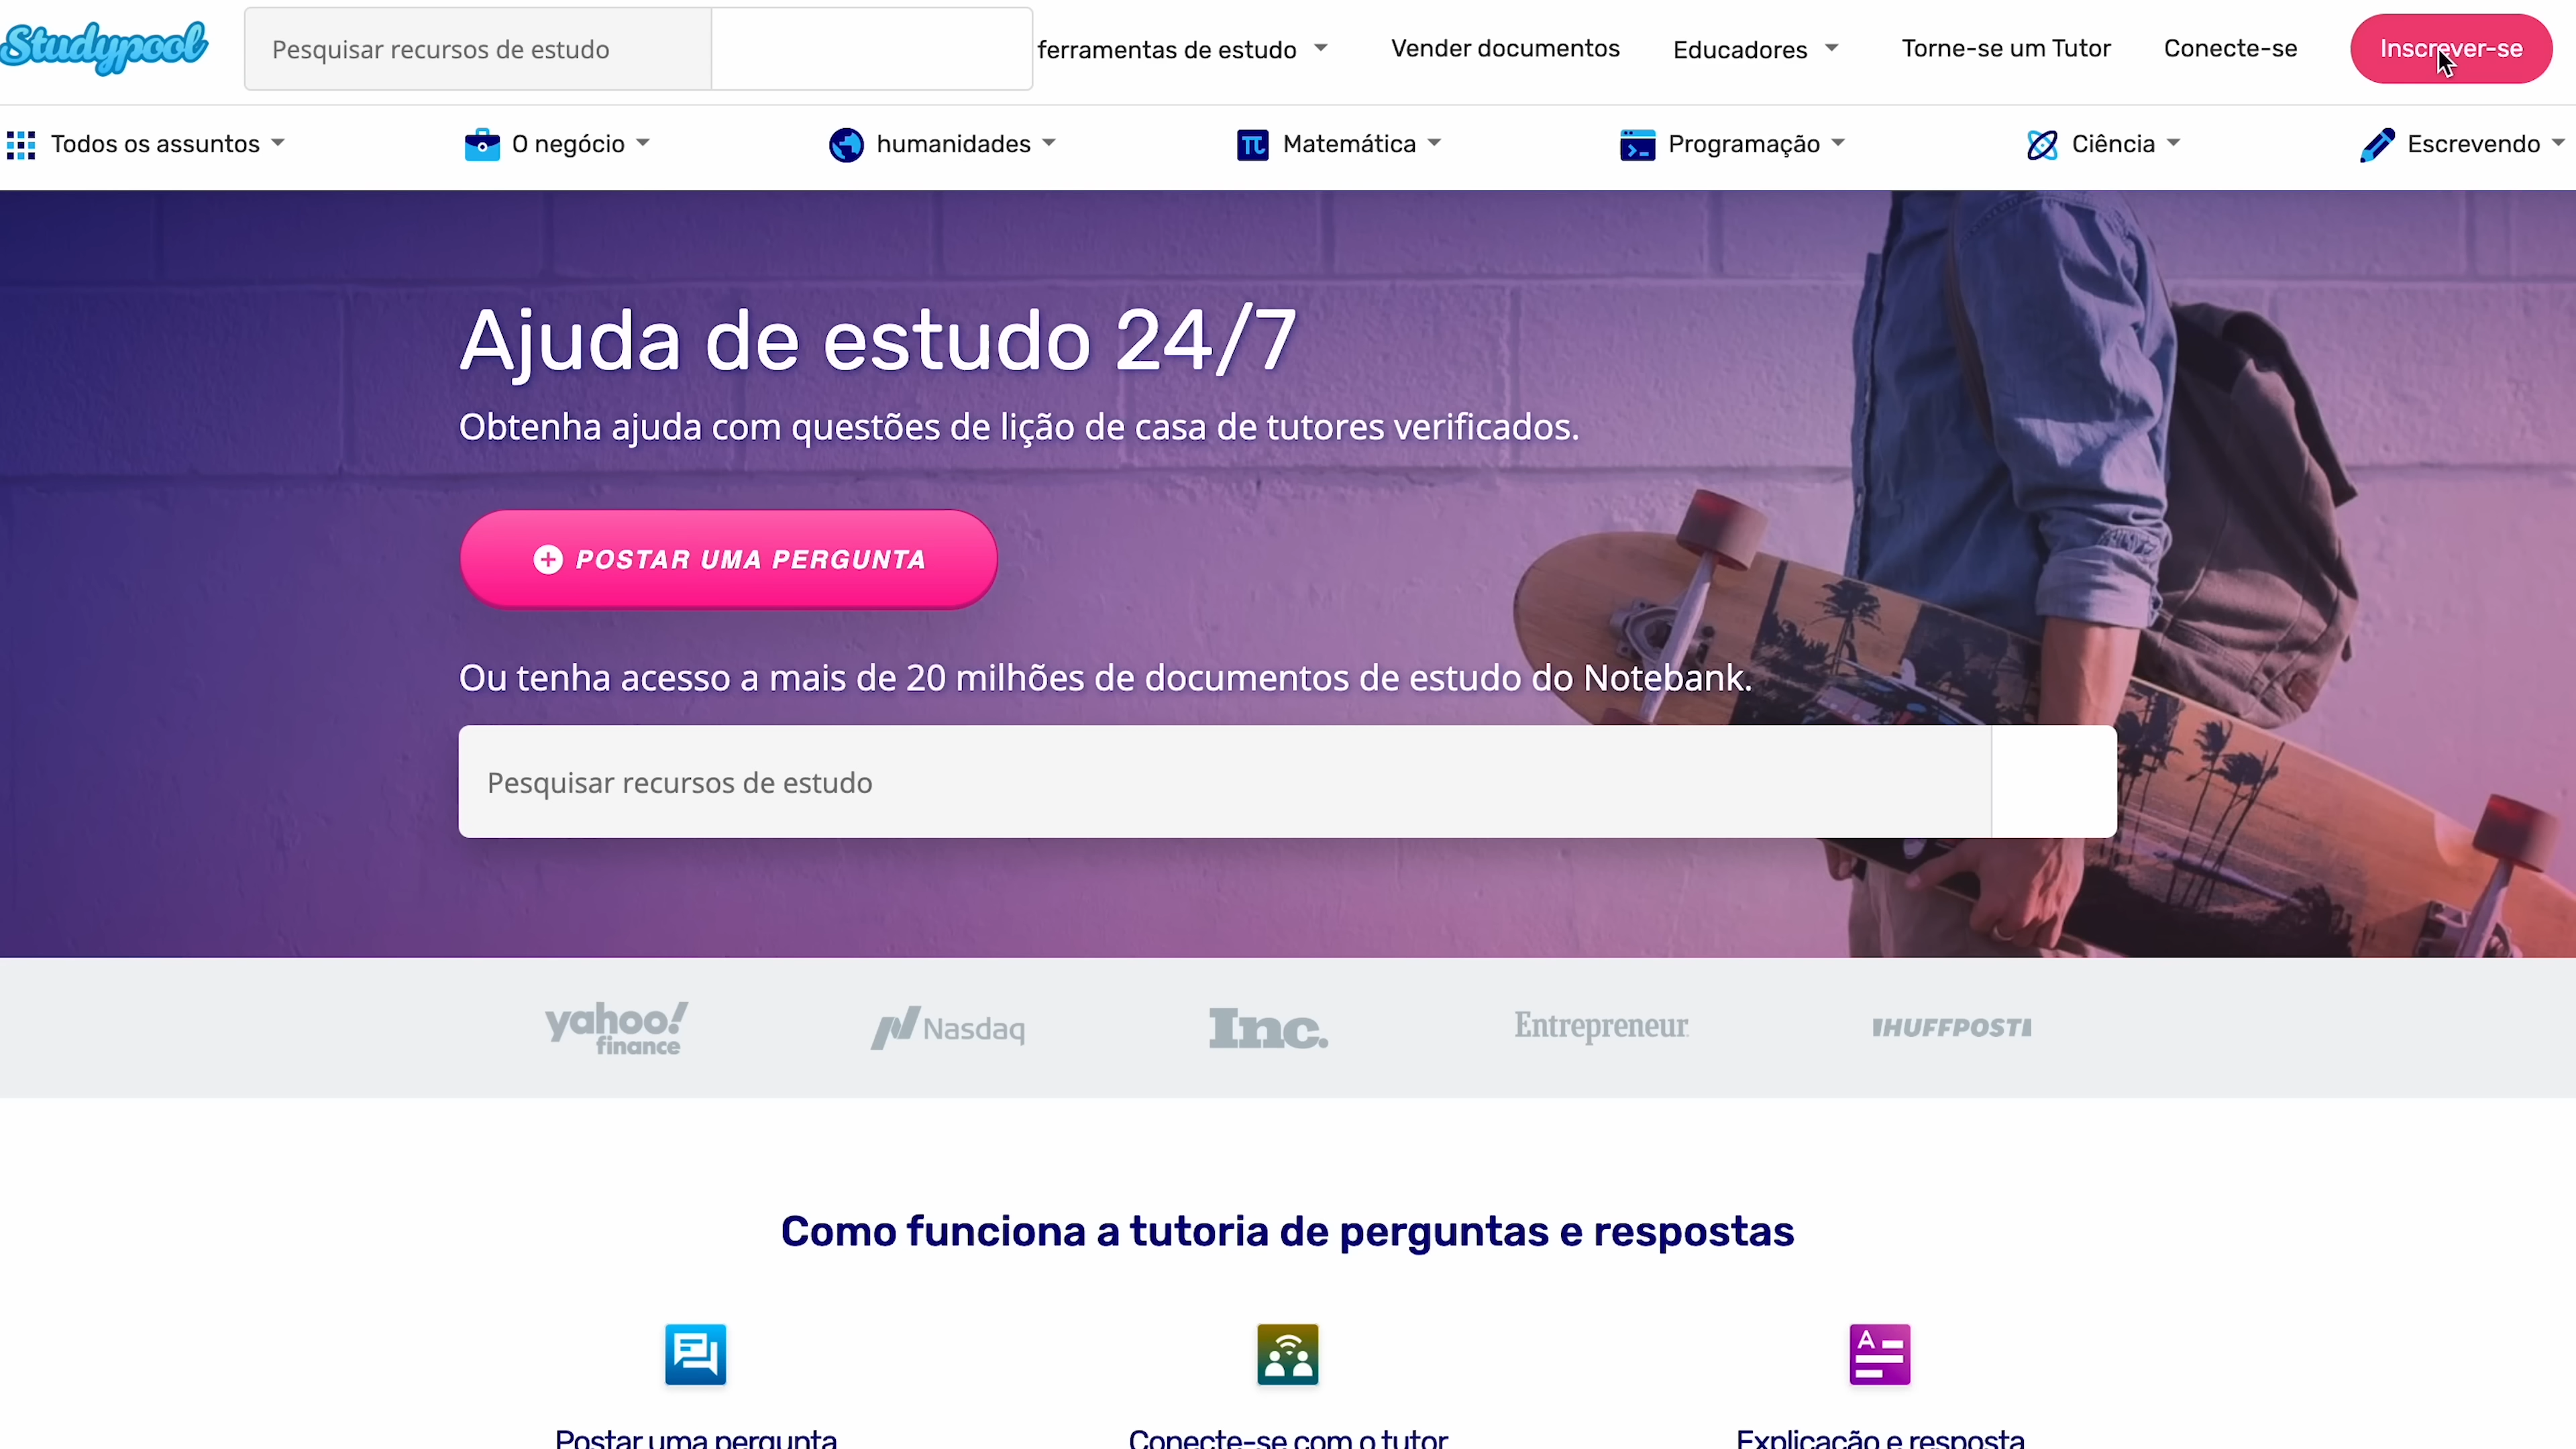 Studypool
Pesquisar recursos de estudo
ferramentas de estudo
Vender documentos
Educadores
Torne-se um Tutor
Conecte-se
Inscrever-se
Todos os assuntos
O negócio
humanidades
Matemática
Programação
Ciência
Escrevendo
Ajuda de estudo 24/7
Obtenha ajuda com questões de lição de casa de tutores verificados.
POSTAR UMA PERGUNTA
Ou tenha acesso a mais de 20 milhões de documentos de estudo do Notebank.
Pesquisar recursos de estudo
yahoo!
finance
Nasdaq
Inc.
Entrepreneur
HUFFPOST
Como funciona a tutoria de perguntas e respostas
Postar uma pergunta
Conecte-se com o tutor
Explicação e resposta